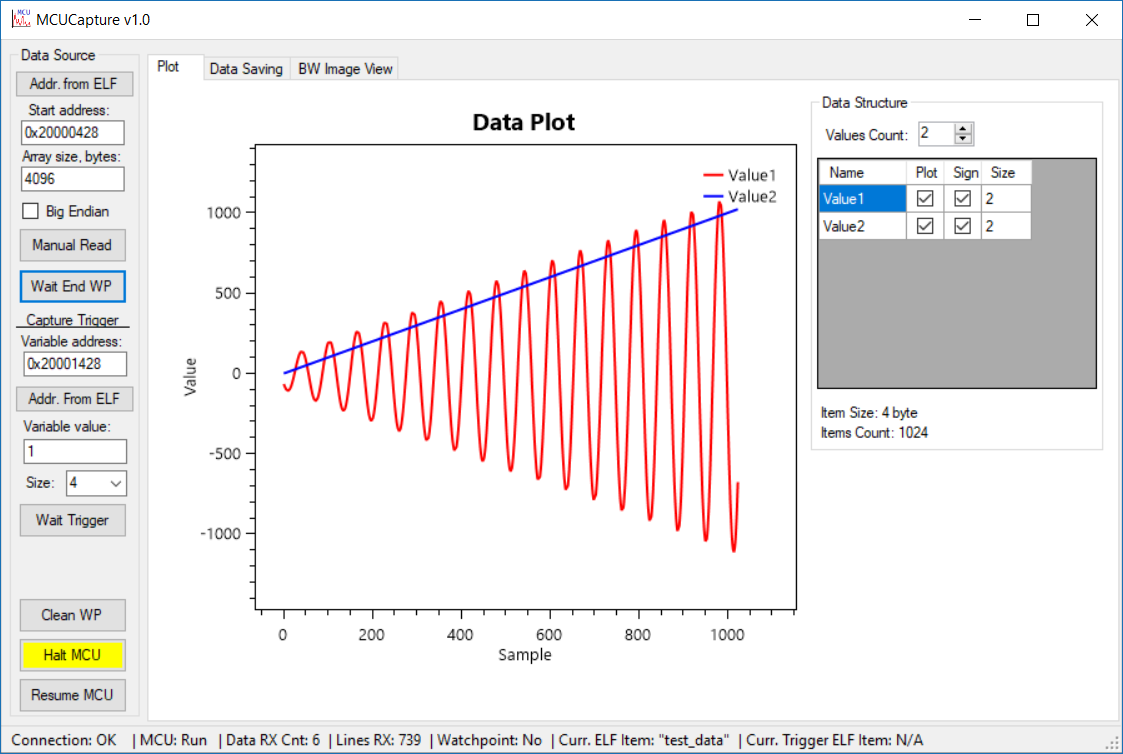 MCU
MCUCapture v1.0
Data Source
Addr. from ELF
Start address:
0x20000428
Array size, bytes:
4096
Big Endian
Manual Read
Wait End WP
Capture Trigger
Variable address:
0x20001428
Addr. From ELF
Variable value:
1
Size: 4
Wait Trigger
Clean WP
Halt MCU
Resume MCU
Plot Data Saving BW Image View
Data Plot
Value1
Value2
1000
500
0
-500
-1000
Value
0 200 400 600 800 1000
Sample
Data Structure
Values Count: 2
Name Plot Sign Size
Value1 2
Value2 2
Item Size: 4 byte
Items Count: 1024
Connection: OK | MCU: Run | Data RX Cnt: 6 | Lines RX: 739 | Watchpoint: No | Curr. ELF Item: "test_data" | Curr. Trigger ELF Item: N/A